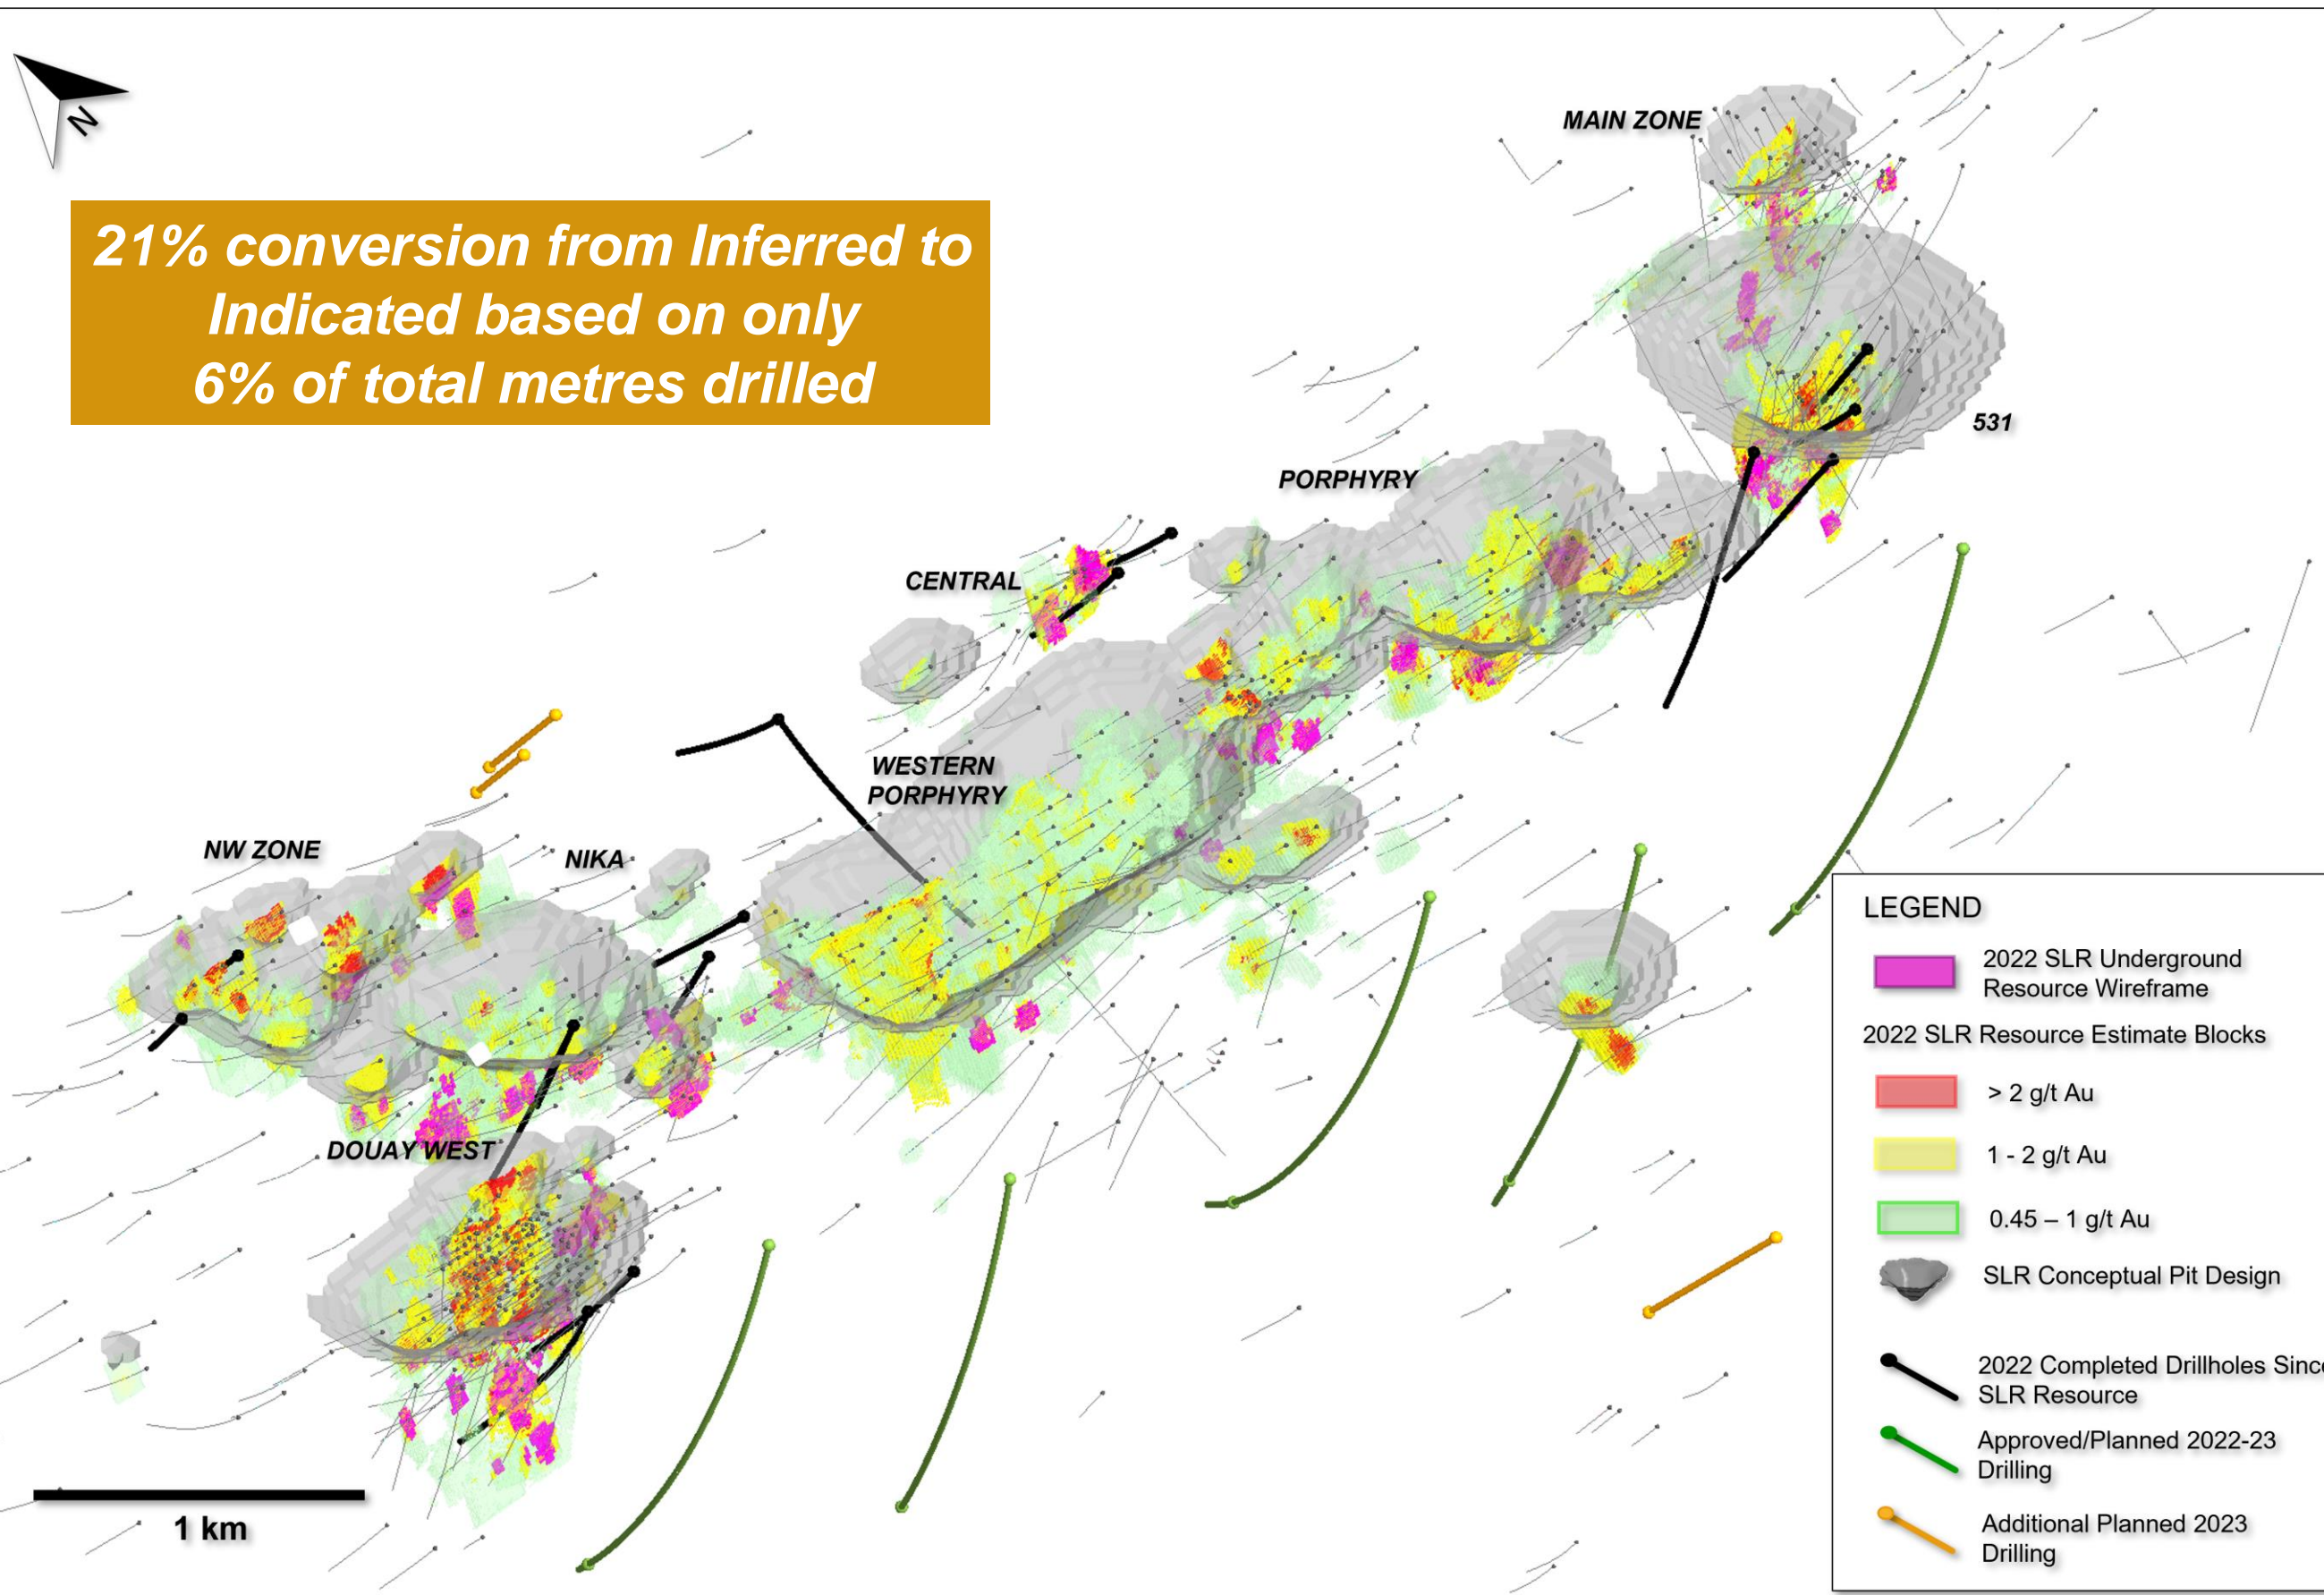 N
21% conversion from Inferred to
Indicated based on only
6% of total metres drilled
MAIN ZONE
531
PORPHYRY
CENTRAL
WESTERN
PORPHYRY
NW ZONE
NIKA
DOUAY WEST
1 km
LEGEND
2022 SLR Underground
Resource Wireframe
2022 SLR Resource Estimate Blocks
> 2 g/t Au
1 - 2 g/t Au
0.45 – 1 g/t Au
SLR Conceptual Pit Design
2022 Completed Drillholes Since
SLR Resource
Approved/Planned 2022-23
Drilling
Additional Planned 2023
Drilling